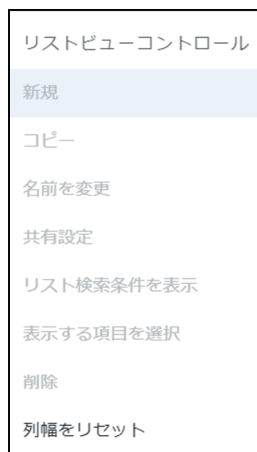 リストビューコントロール
新規
コピー
名前を変更
共有設定
リスト検索条件を表示
表示する項目を選択
削除
列幅をリセット